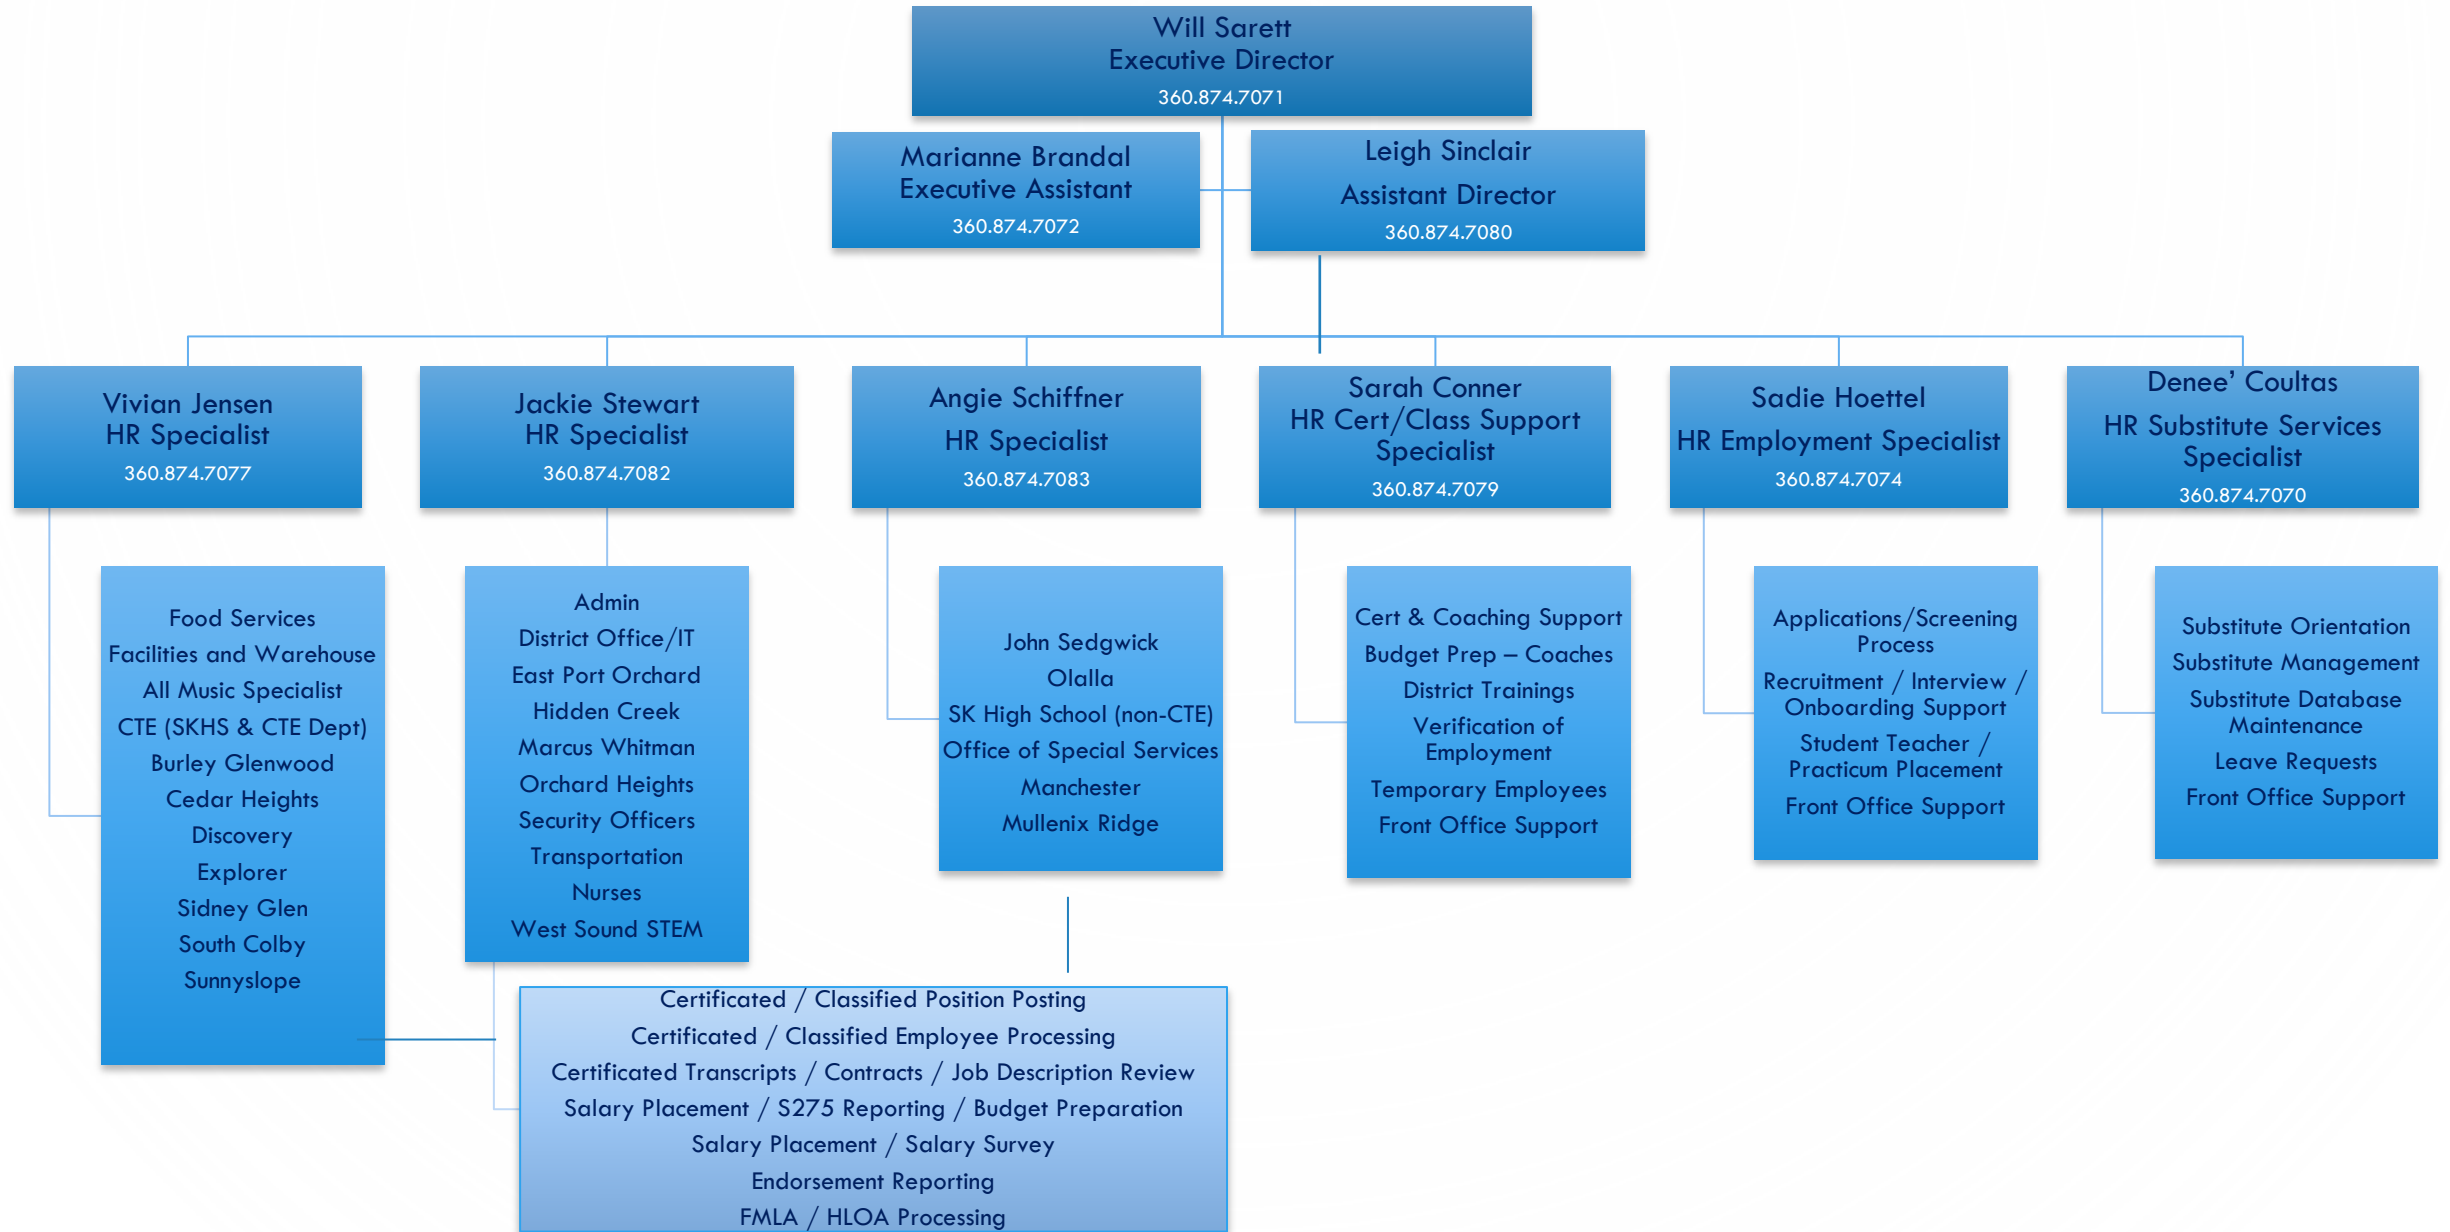 Will Sarett
Executive Director
360.874.7071
Marianne Brandal
Executive Assistant
360.874.7072
Leigh Sinclair
Assistant Director
360.874.7080
Vivian Jensen
HR Specialist
360.874.7077
Jackie Stewart
HR Specialist
360.874.7082
Angie Schiffner
HR Specialist
360.874.7083
Sarah Conner
HR Cert/Class Support
Specialist
360.874.7079
Sadie Hoettel
HR Employment Specialist
360.874.7074
Denee’ Coultas
HR Substitute Services
Specialist
360.874.7070
Food Services
Facilities and Warehouse
All Music Specialist
CTE (SKHS & CTE Dept)
Burley Glenwood
Cedar Heights
Discovery
Explorer
Sidney Glen
South Colby
Sunnyslope
Admin
District Office/IT
East Port Orchard
Hidden Creek
Marcus Whitman
Orchard Heights
Security Officers
Transportation
Nurses
West Sound STEM
John Sedgwick
Olalla
SK High School (non-CTE)
Office of Special Services
Manchester
Mullenix Ridge
Cert & Coaching Support
Budget Prep – Coaches
District Trainings
Verification of
Employment
Temporary Employees
Front Office Support
Applications/Screening
Process
Recruitment / Interview /
Onboarding Support
Student Teacher /
Practicum Placement
Front Office Support
Substitute Orientation
Substitute Management
Substitute Database
Maintenance
Leave Requests
Front Office Support
Certificated / Classified Position Posting
Certificated / Classified Employee Processing
Certificated Transcripts / Contracts / Job Description Review
Salary Placement / S275 Reporting / Budget Preparation
Salary Placement / Salary Survey
Endorsement Reporting
FMLA / HLOA Processing